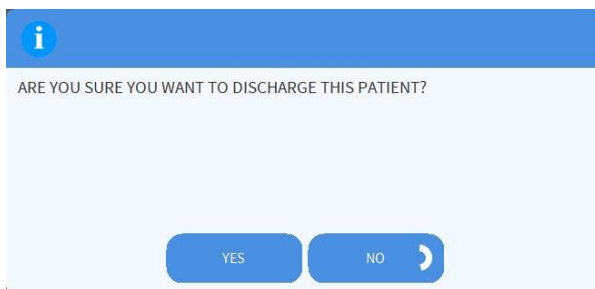 ARE YOU SURE YOU WANT TO DISCHARGE THIS PATIENT?
YES
NO